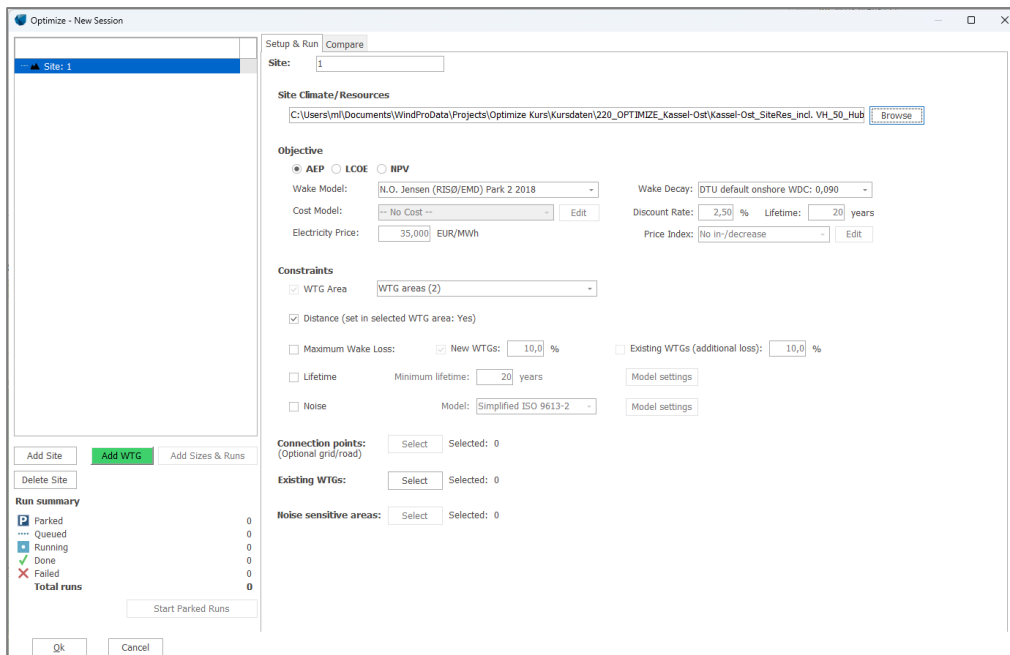 Optimize - New Session
Site: 1
Add Site Add WTG Add Sizes & Runs
Delete Site
Run summary
P Parked 0
Queued 0
Running 0
Done 0
Failed 0
Total runs 0
Start Parked Runs
Ok Cancel
Setup & Run Compare
Site: 1
Site Climate/Resources
C:\Users\ml\Documents\WindProData\Projects\Optimize Kurs\Kursdaten\220_OPTIMIZE_Kassel-Ost\Kassel-Ost_SiteRes_incl. VH_50_Hub Browse
Objective
AEP LCOE NPV
Wake Model: N.O. Jensen (RISØ/EMD) Park 2 2018 Wake Decay: DTU default onshore WDC: 0,090
Cost Model: -- No Cost -- Edit Discount Rate: 2,50 % Lifetime: 20 years
Electricity Price: 35,000 EUR/MWh Price Index: No in-/decrease Edit
Constraints
WTG Area WTG areas (2)
Distance (set in selected WTG area: Yes)
Maximum Wake Loss: New WTGs: 10,0 % Existing WTGs (additional loss): 10,0 %
Lifetime Minimum lifetime: 20 years Model settings
Noise Model: Simplified ISO 9613-2 Model settings
Connection points: Select Selected: 0
(Optional grid/road)
Existing WTGs: Select Selected: 0
Noise sensitive areas: Select Selected: 0